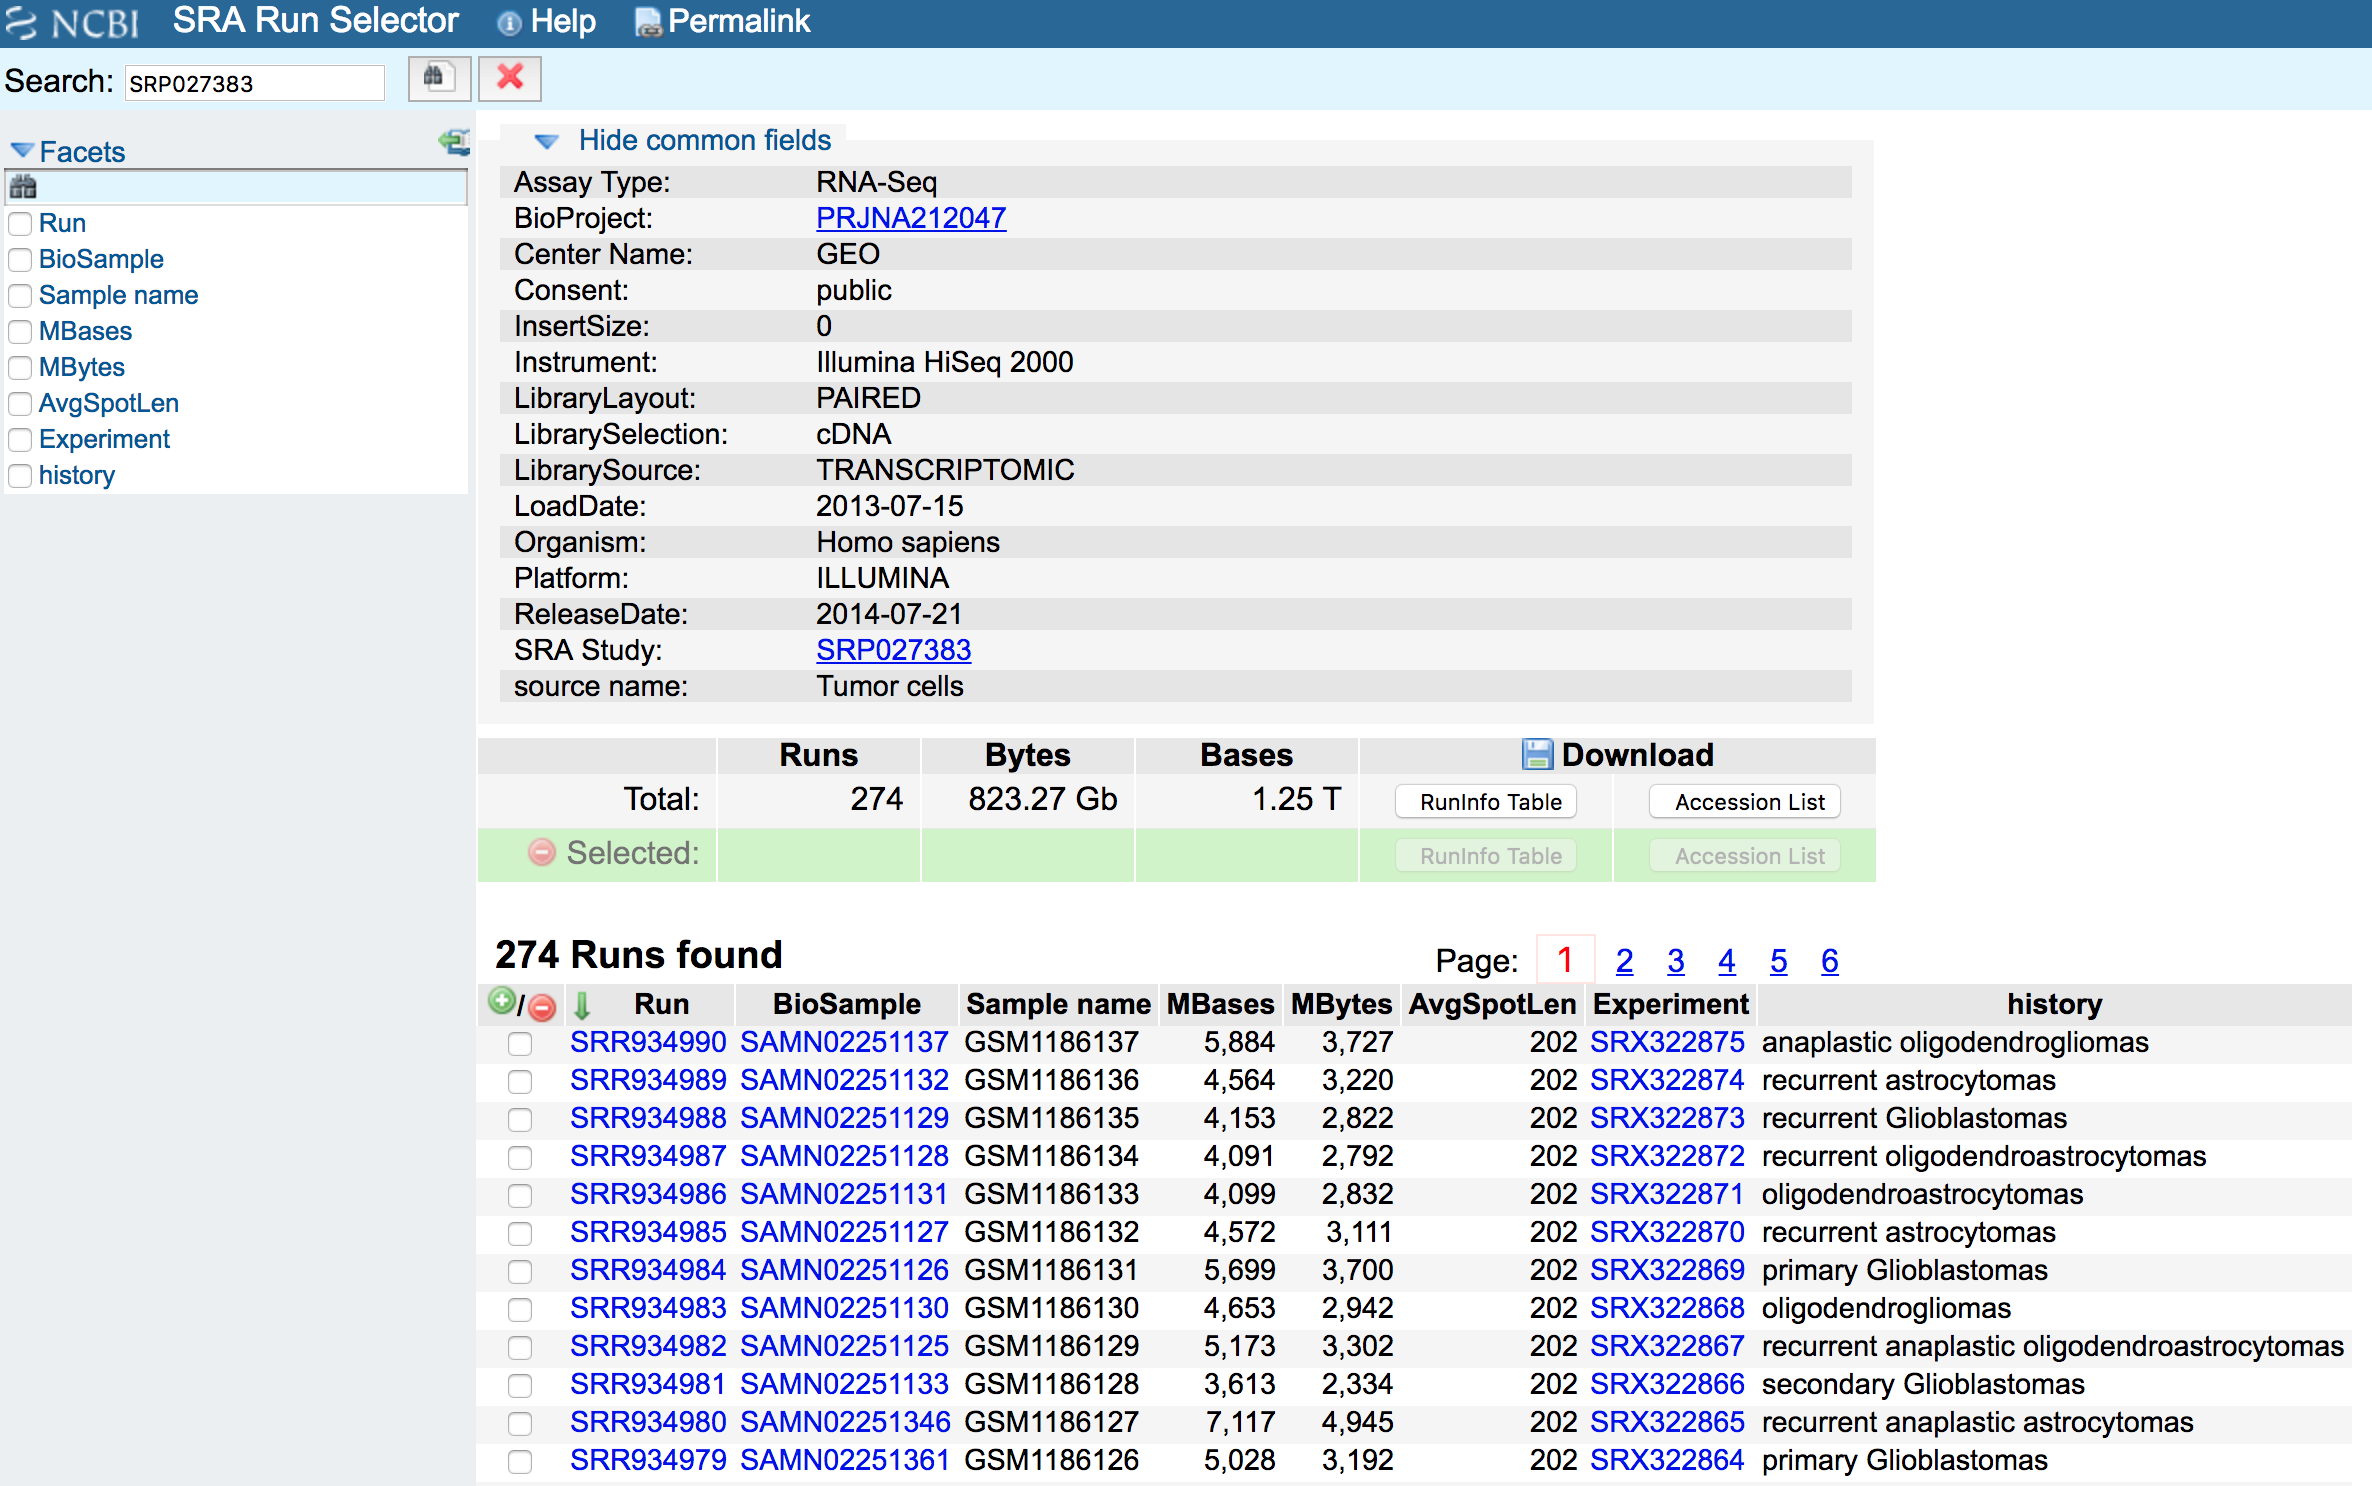 NCBI SRA Run Selector Help Permalink
Search: SRP027383
Facets
Run
BioSample
Sample name
MBases
MBytes
AvgSpotLen
Experiment
history
Hide common fields
Assay Type: RNA-Seq
BioProject: PRJNA212047
Center Name: GEO
Consent: public
InsertSize: 0
Instrument: Illumina HiSeq 2000
LibraryLayout: PAIRED
LibrarySelection: cDNA
LibrarySource: TRANSCRIPTOMIC
LoadDate: 2013-07-15
Organism: Homo sapiens
Platform: ILLUMINA
ReleaseDate: 2014-07-21
SRA Study: SRP027383
source name: Tumor cells
Runs Bytes Bases Download
Total: 274 823.27 Gb 1.25 T RunInfo Table Accession List
Selected: RunInfo Table Accession List
274 Runs found Page: 1 2 3 4 5 6
/ Run BioSample Sample name MBases MBytes AvgSpotLen Experiment history
SRR934990 SAMN02251137 GSM1186137 5,884 3,727 202 SRX322875 anaplastic oligodendrogliomas
SRR934989 SAMN02251132 GSM1186136 4,564 3,220 202 SRX322874 recurrent astrocytomas
SRR934988 SAMN02251129 GSM1186135 4,153 2,822 202 SRX322873 recurrent Glioblastomas
SRR934987 SAMN02251128 GSM1186134 4,091 2,792 202 SRX322872 recurrent oligodendroastrocytomas
SRR934986 SAMN02251131 GSM1186133 4,099 2,832 202 SRX322871 oligodendroastrocytomas
SRR934985 SAMN02251127 GSM1186132 4,572 3,111 202 SRX322870 recurrent astrocytomas
SRR934984 SAMN02251126 GSM1186131 5,699 3,700 202 SRX322869 primary Glioblastomas
SRR934983 SAMN02251130 GSM1186130 4,653 2,942 202 SRX322868 oligodendrogliomas
SRR934982 SAMN02251125 GSM1186129 5,173 3,302 202 SRX322867 recurrent anaplastic oligodendroastrocytomas
SRR934981 SAMN02251133 GSM1186128 3,613 2,334 202 SRX322866 secondary Glioblastomas
SRR934980 SAMN02251346 GSM1186127 7,117 4,945 202 SRX322865 recurrent anaplastic astrocytomas
SRR934979 SAMN02251361 GSM1186126 5,028 3,192 202 SRX322864 primary Glioblastomas